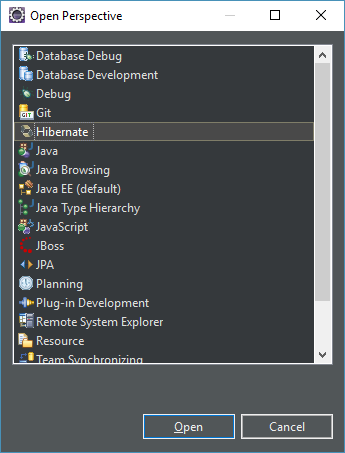 Open Perspective
Database Debug
Database Development
Debug
GIT
Git
Hibernate
Java
Java Browsing
Java EE (default)
Java Type Hierarchy
JavaScript
JBoss
JPA
Planning
Plug-in Development
Remote System Explorer
Resource
Team Synchronizing
Open
Cancel